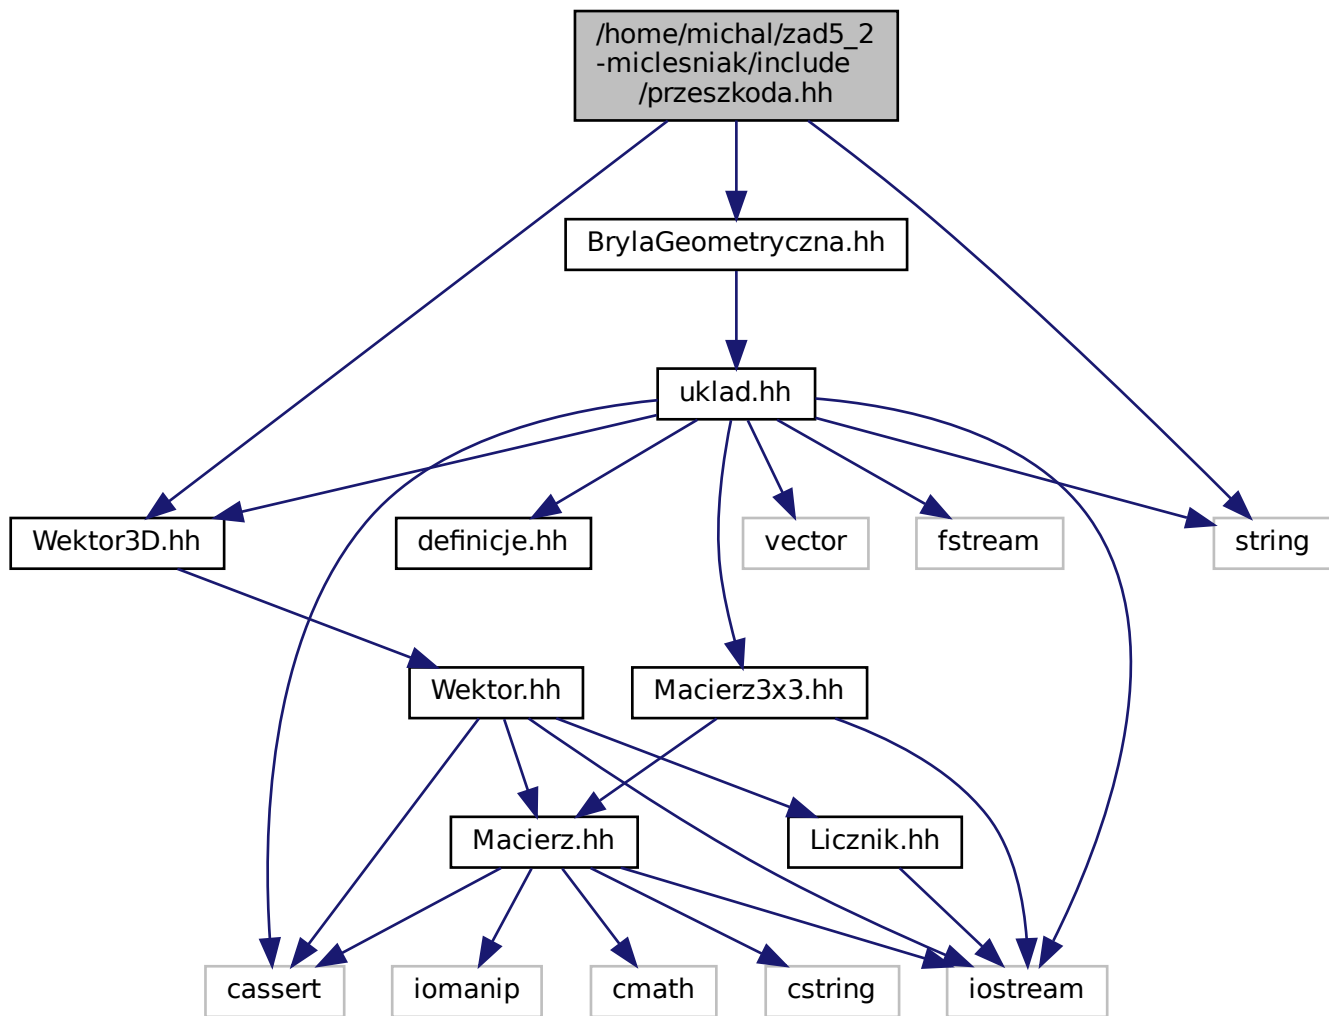 /home/michal/zad5_2
-miclesniak/include
/przeszkoda.hh
BrylaGeometryczna.hh
uklad.hh
Wektor3D.hh
definicje.hh
vector
fstream
string
Wektor.hh
Macierz3x3.hh
Macierz.hh
Licznik.hh
cassert
iomanip
cmath
cstring
iostream